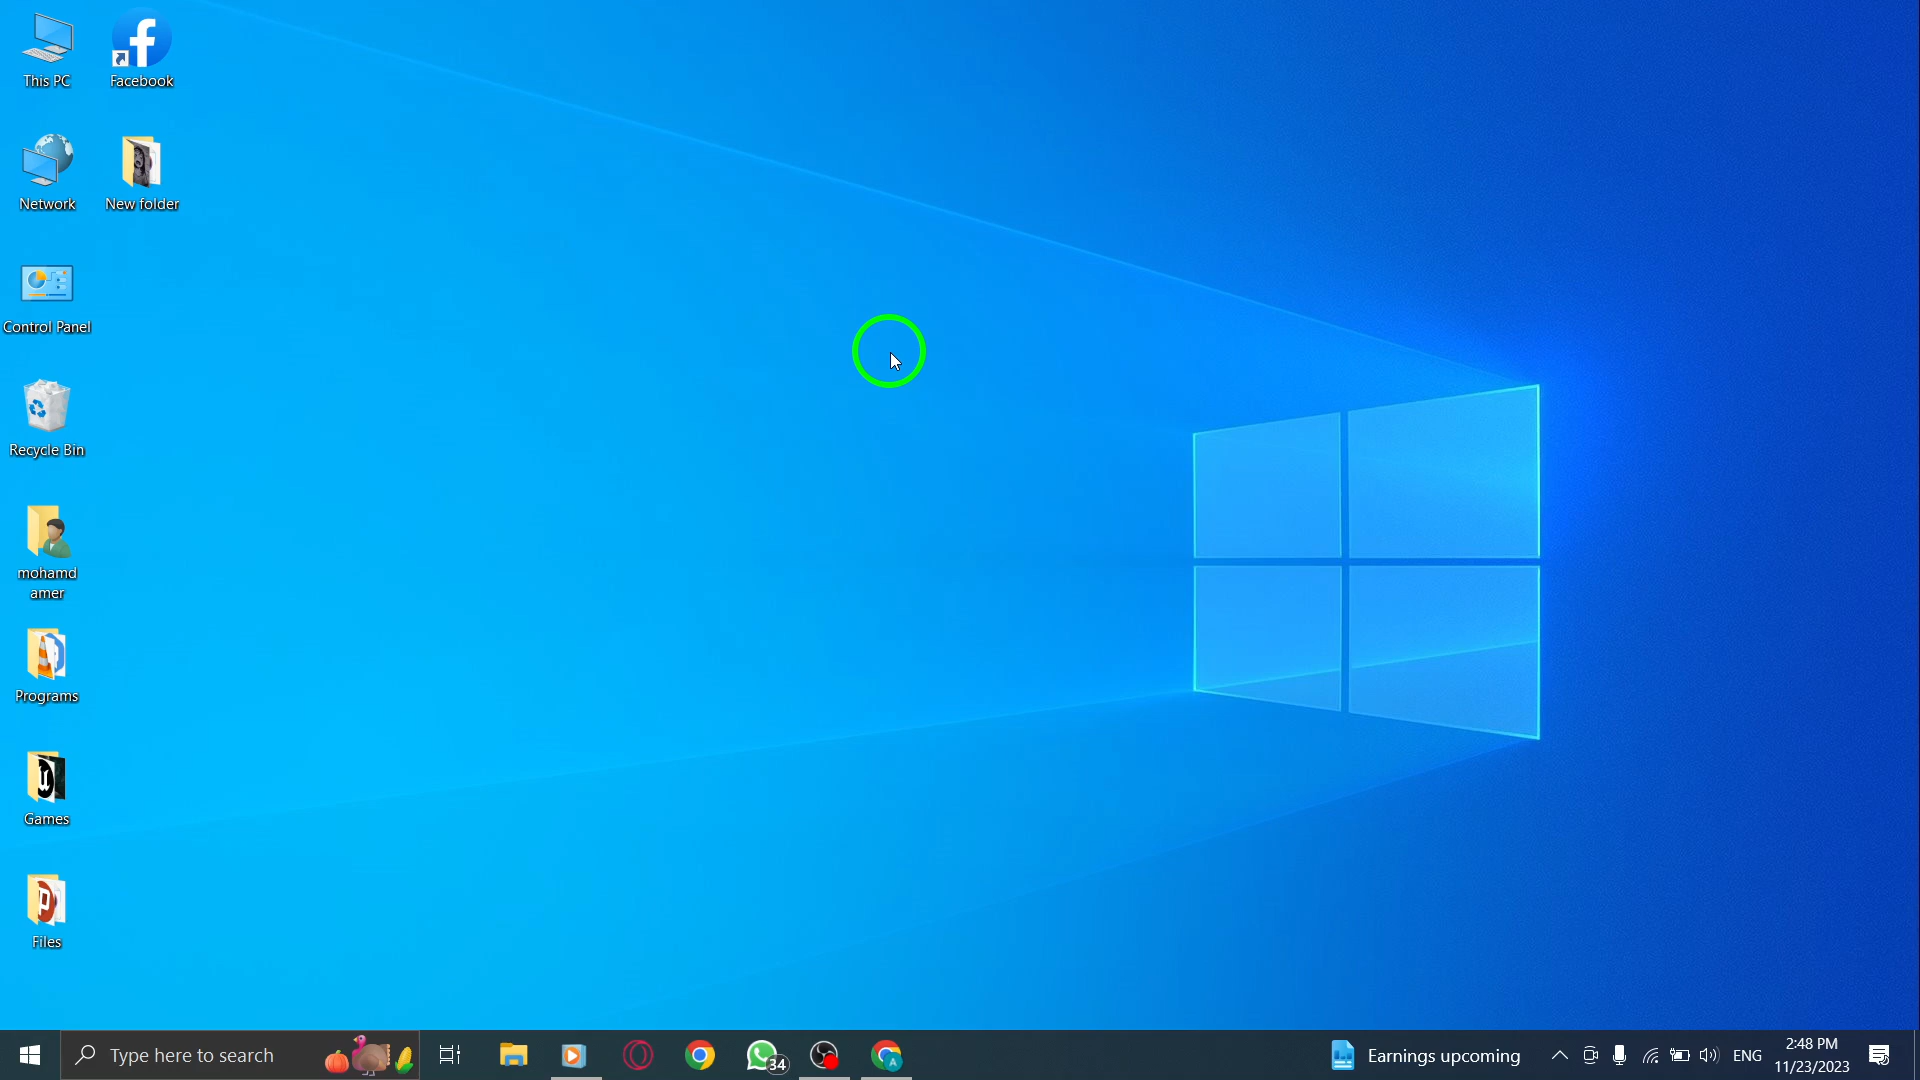 This PC
Facebook
Network
New folder
Control Panel
Recycle Bin
mohamd
amer
Programs
Games
Files
Type here to search
34
A
Earnings upcoming
ENG
2:48 PM
11/23/2023